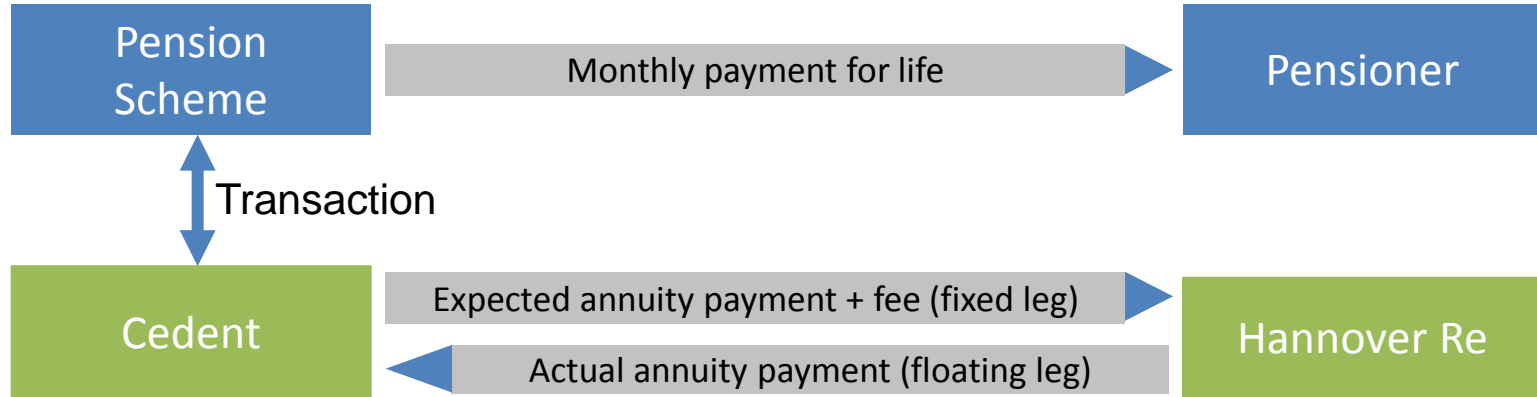 Pension
Scheme
Monthly payment for life
Pensioner
Transaction
Cedent
Expected annuity payment + fee (fixed leg)
Actual annuity payment (floating leg)
Hannover Re